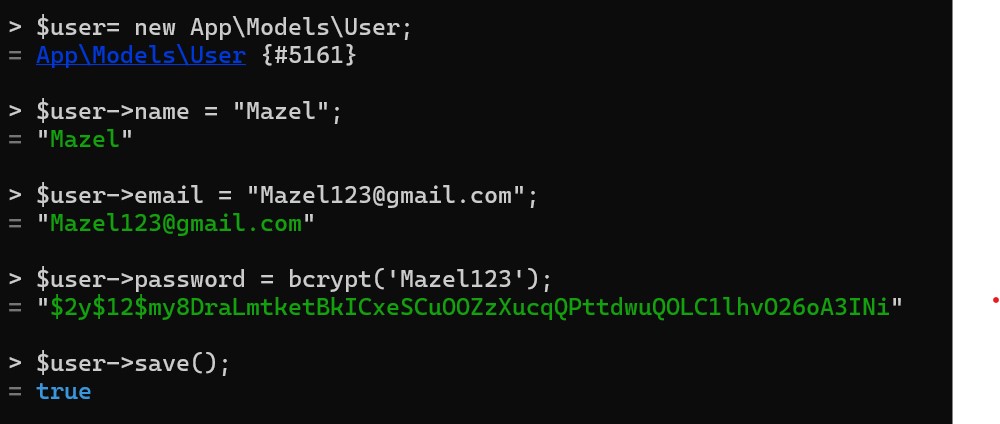 > $user= new App\Models\User;
= App\Models\User {#5161}
> $user->name = "Mazel";
= "Mazel"
> $user->email = "Mazel123@gmail.com";
= "Mazel123@gmail.com"
> $user->password = bcrypt('Mazel123');
= "$2y$12$my8DraLmtketBkICxeSCuOOZzXucqQPttdwuQOLC1lhvO26oA3INi"
> $user->save();
= true